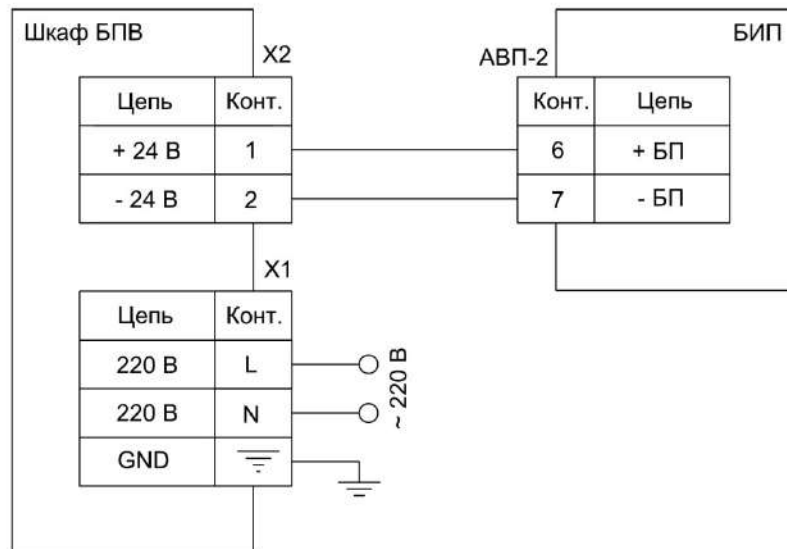 Шкаф БПВ
X2
Цепь Конт.
+ 24 В 1
- 24 В 2
АВП-2
БИП
Конт. Цепь
6 + БП
7 - БП
X1
Цепь Конт.
220 В L
220 В N
GND
~ 220 В